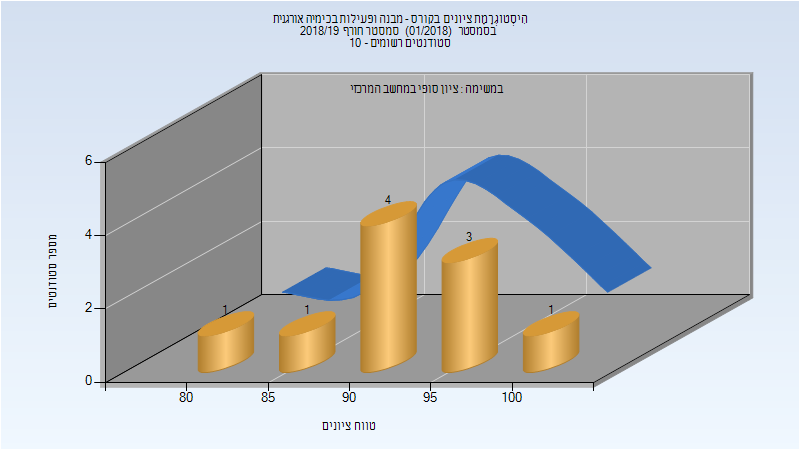 היסטוגרמת ציונים בקורס - מבנה ופעילות בכימיה אורגנית
בסמסטר (01/2018) סמסטר חורף 2018/19
סטודנטים רשומים - 10
במשימה : ציון סופי במחשב המרכזי
6
4
2
0
מספר סטודנטים
1
1
4
3
1
80
85
90
95
100
טווח ציונים